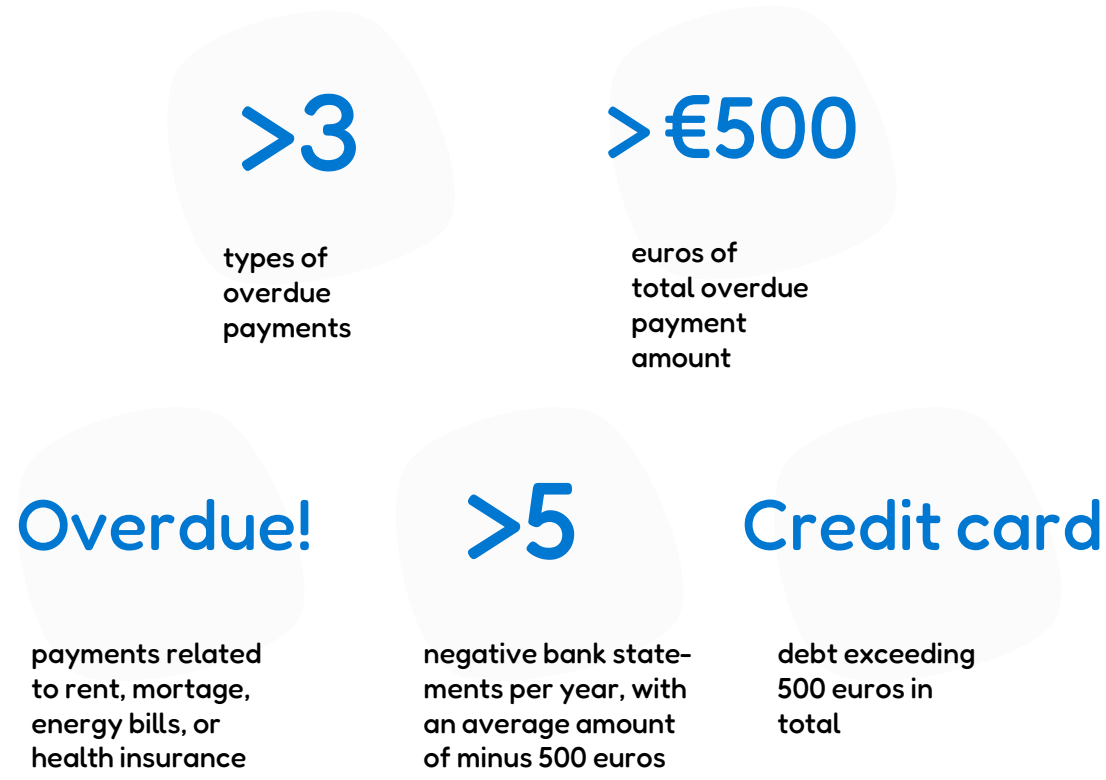 >3
types of
overdue
payments
> €500
euros of
total overdue
payment
amount
Overdue!
payments related
to rent, mortage,
energy bills, or
health insurance
>5
negative bank state-
ments per year, with
an average amount
of minus 500 euros
Credit card
debt exceeding
500 euros in
total